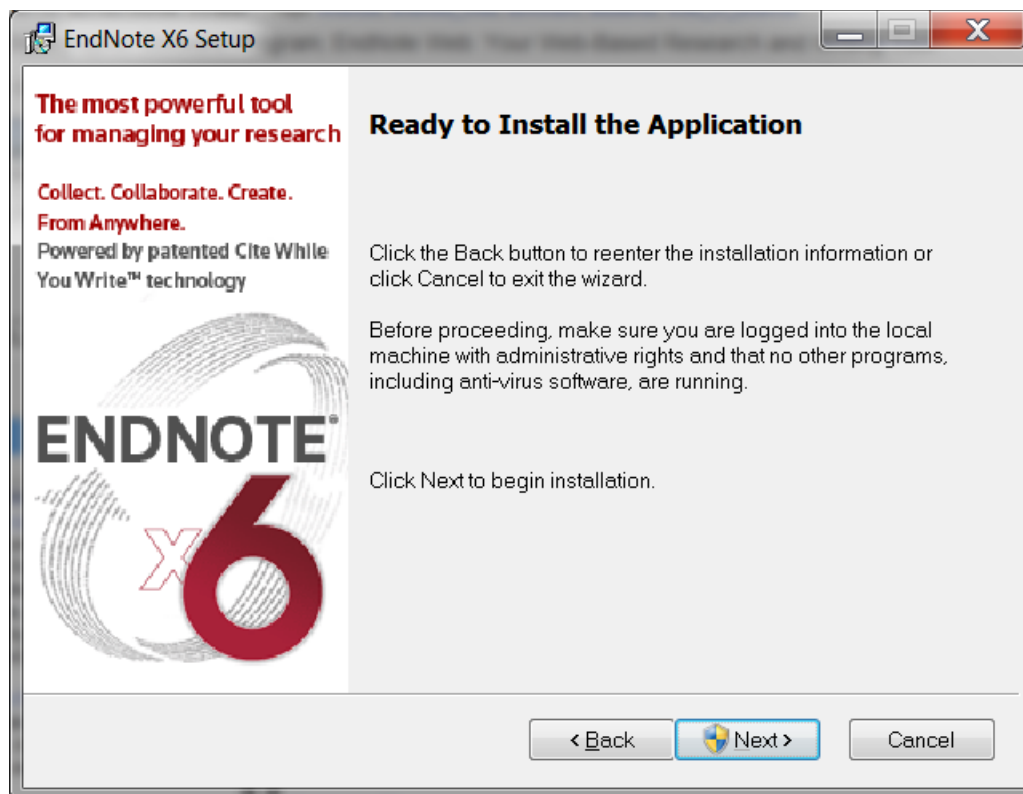 EndNote X6 Setup
The most powerful tool
for managing your research
Collect. Collaborate. Create.
From Anywhere.
Powered by patented Cite While
You Write™ technology
ENDNOTE®
x6
Ready to Install the Application
Click the Back button to reenter the installation information or
click Cancel to exit the wizard.
Before proceeding, make sure you are logged into the local
machine with administrative rights and that no other programs,
including anti-virus software, are running.
Click Next to begin installation.
< Back
Next >
Cancel